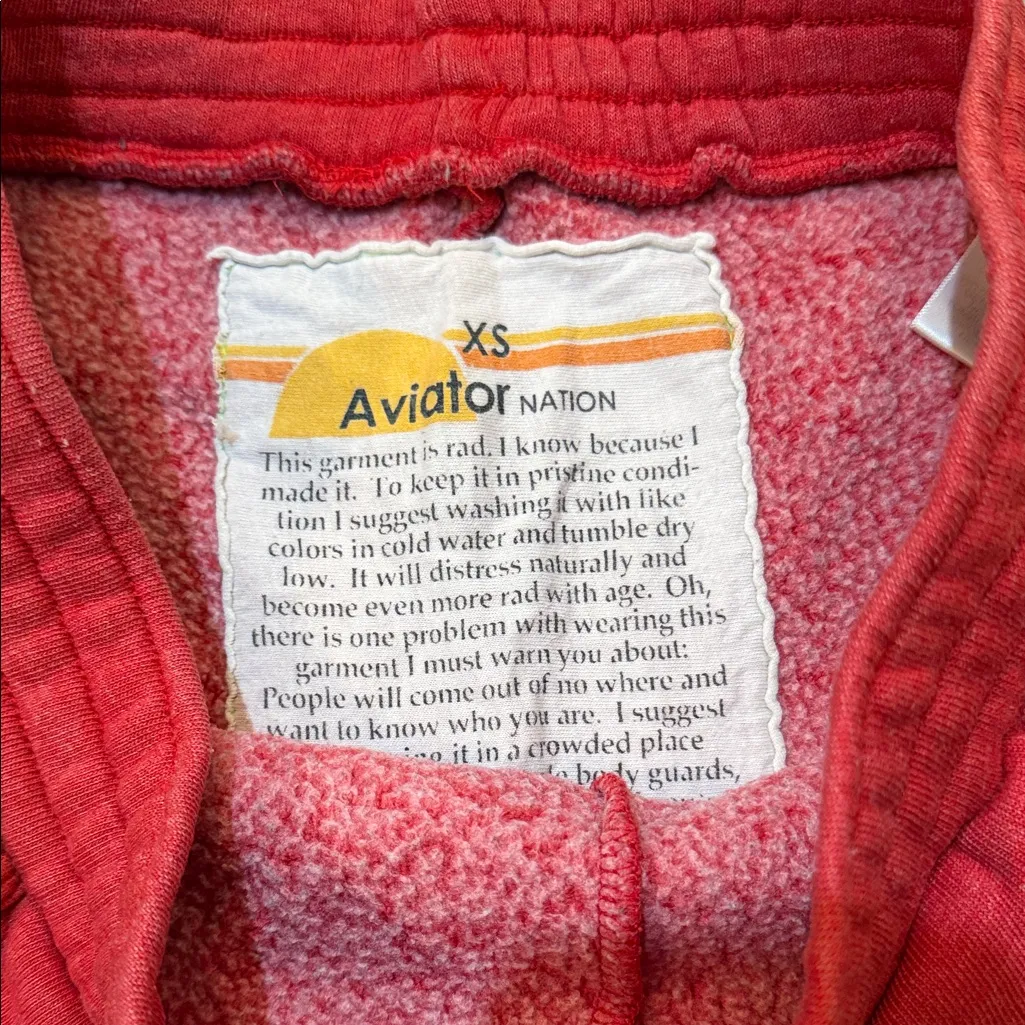 XS
Aviator NATION
This garment is rad. I know because I
made it. To keep it in pristine condi-
tion I suggest washing it with like
colors in cold water and tumble dry
low. It will distress naturally and
become even more rad with age. Oh,
there is one problem with wearing this
garment I must warn you about:
People will come out of no where and
want to know who you are. I suggest
it in a crowded place
body guards,